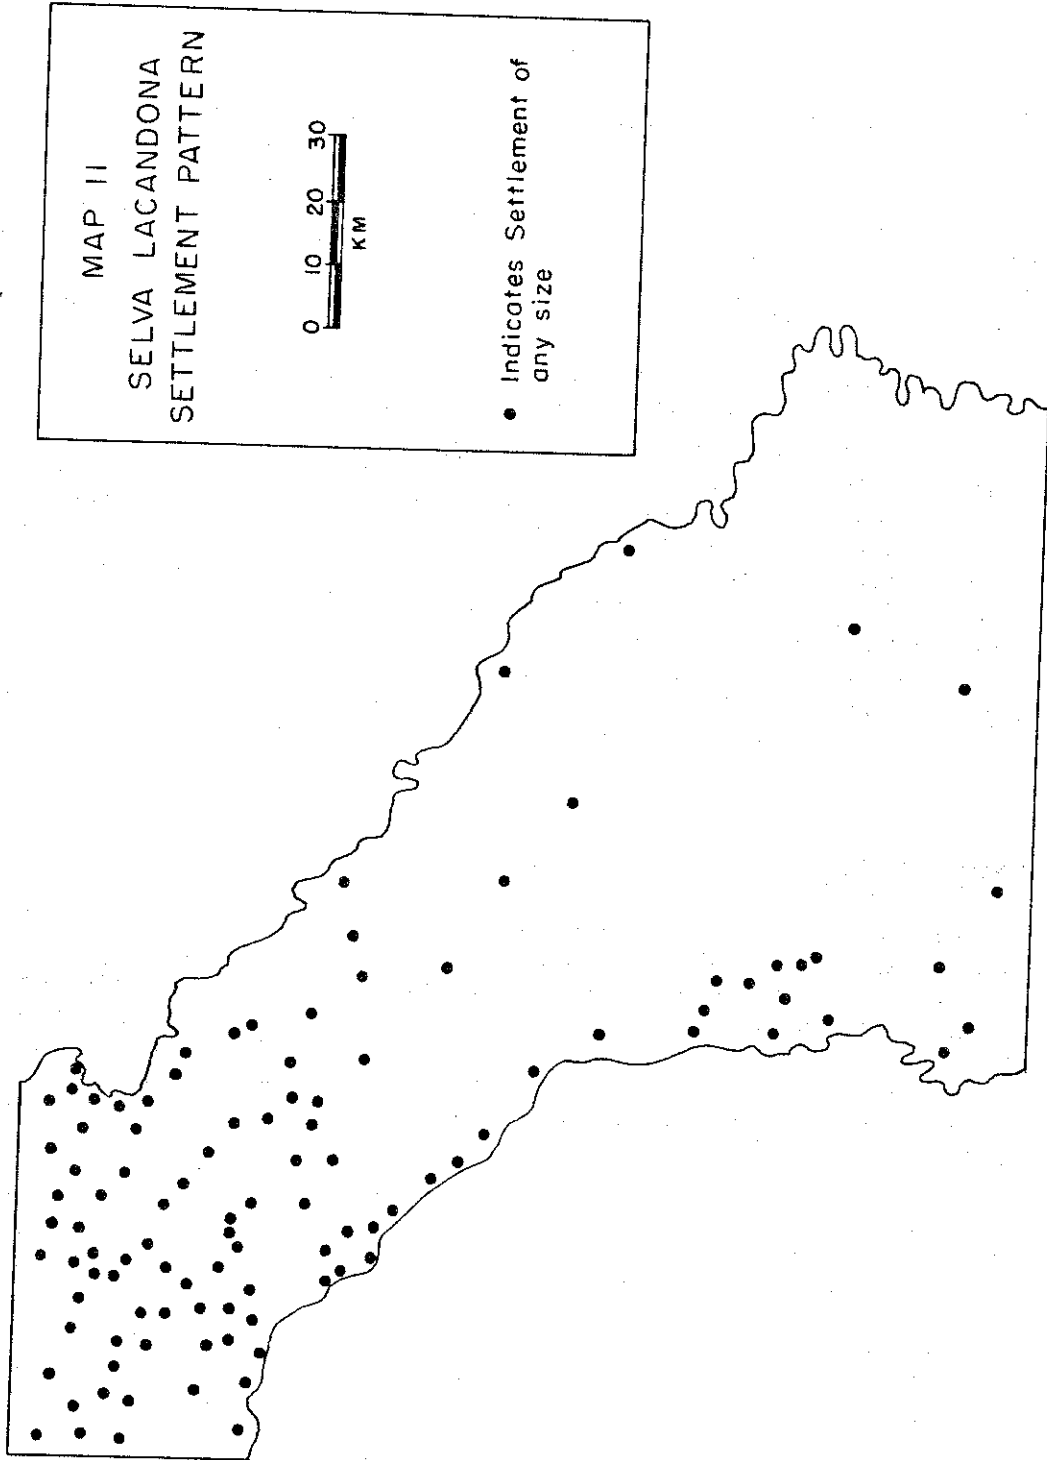 MAP II
SELVA LACANDONA
SETTLEMENT PATTERN
0 10 20 30
KM
● Indicates Settlement of
any size